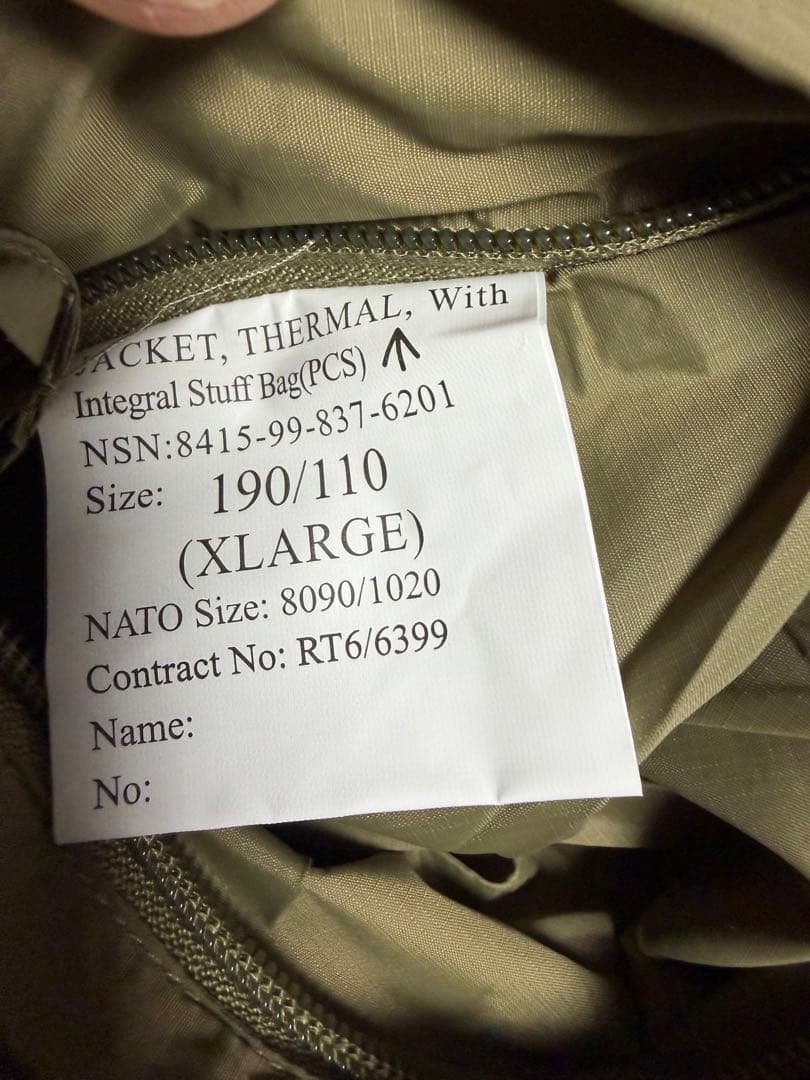 JACKET, THERMAL, With
Integral Stuff Bag(PCS)
NSN:8415-99-837-6201
Size: 190/110
(XLARGE)
NATO Size: 8090/1020
Contract No: RT6/6399
Name:
No: